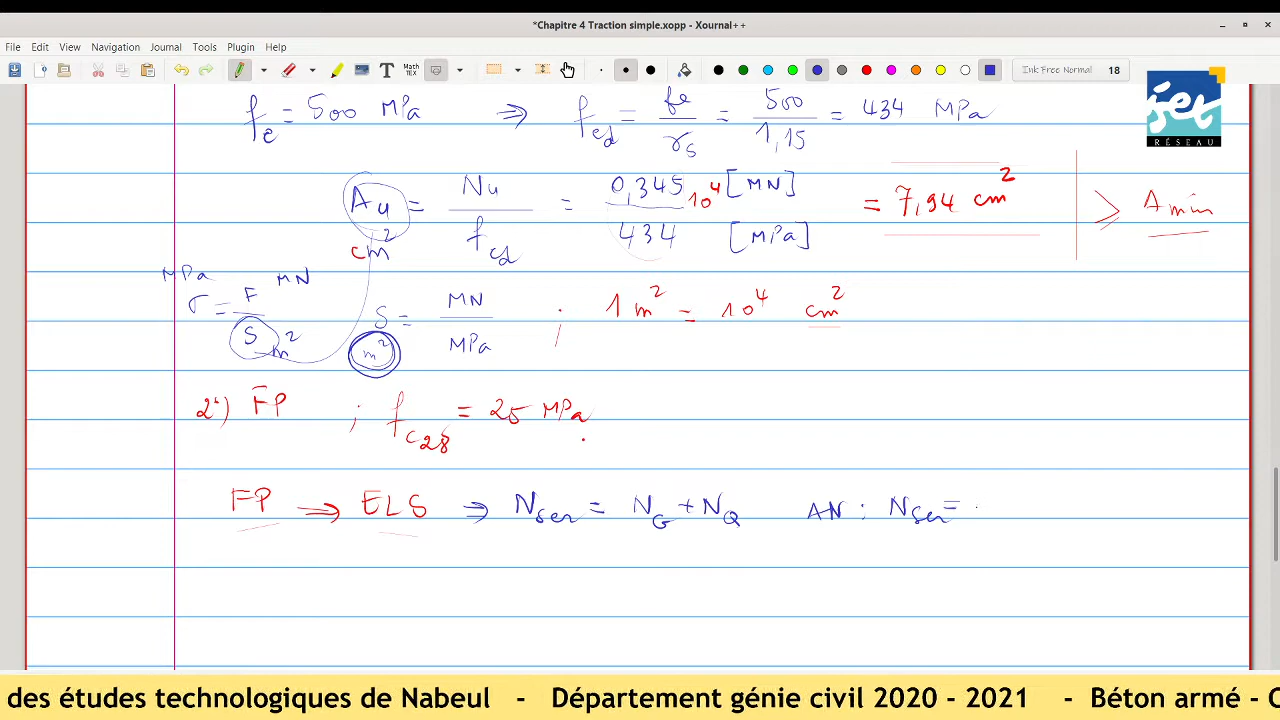 *Chapitre 4 Traction simple.xopp - Xournal++
File Edit View Navigation Journal Tools Plugin Help
Ink Free Normal 18
iset
RÉSEAU
fe = 500 MPa ⇒ fed = fe/γs = 500/1,15 = 434 MPa
Au = Nu/fed = 0,345 10⁴ [MN] / 434 [MPa] = 7,94 cm² ⩾ Amin
cm²
MPa σ = F/S MN m² S = MN/MPa m² ; 1 m² = 10⁴ cm²
2°) FP ; fc28 = 25 MPa.
FP ⇒ ELS ⇒ Nser = NG + NQ AN : Nser =
des études technologiques de Nabeul - Département génie civil 2020 - 2021 - Béton armé - C